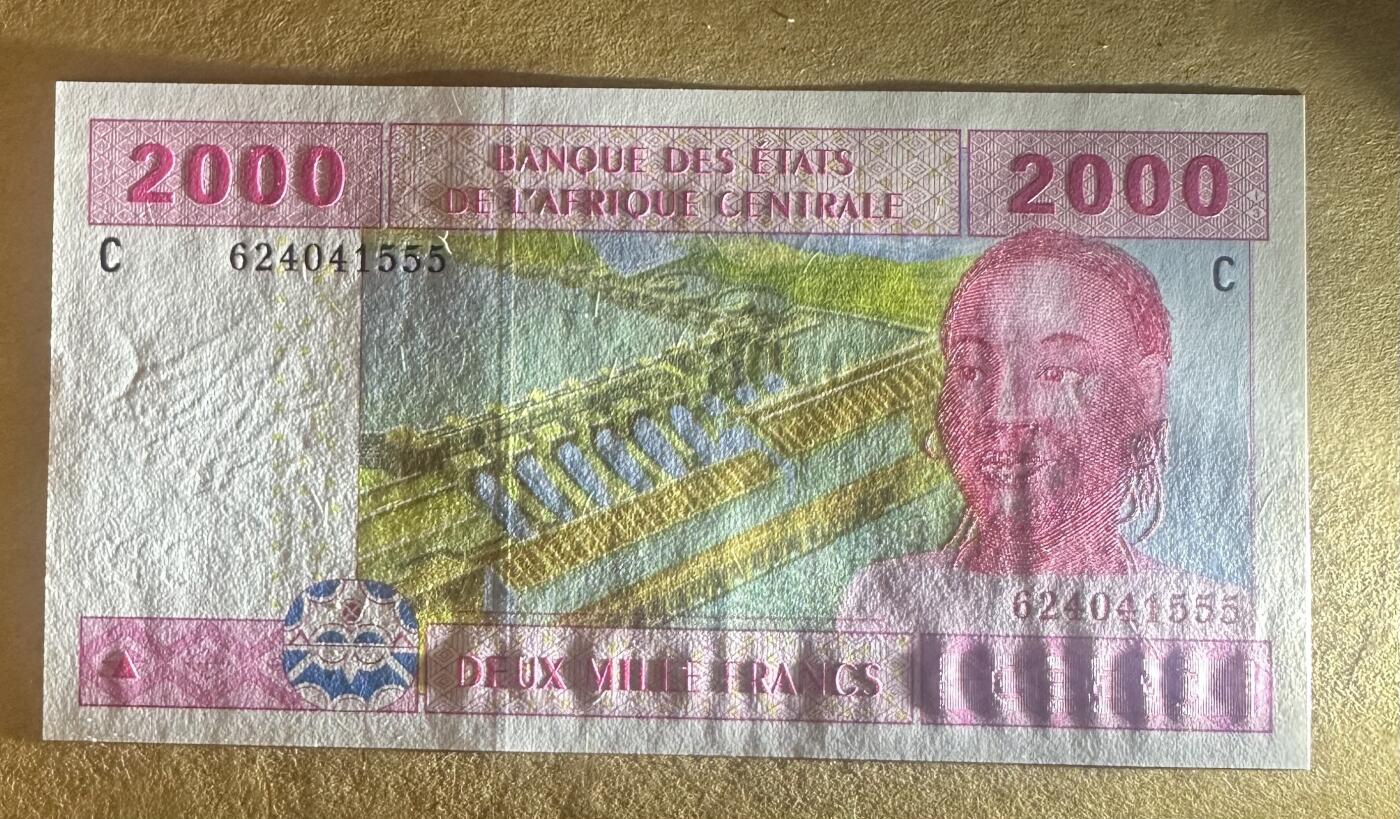 2000
BANQUE DES ÉTATS
DE L'AFRIQUE CENTRALE
2000
C 624041555
C
624041555
DEUX MILLE FRANCS